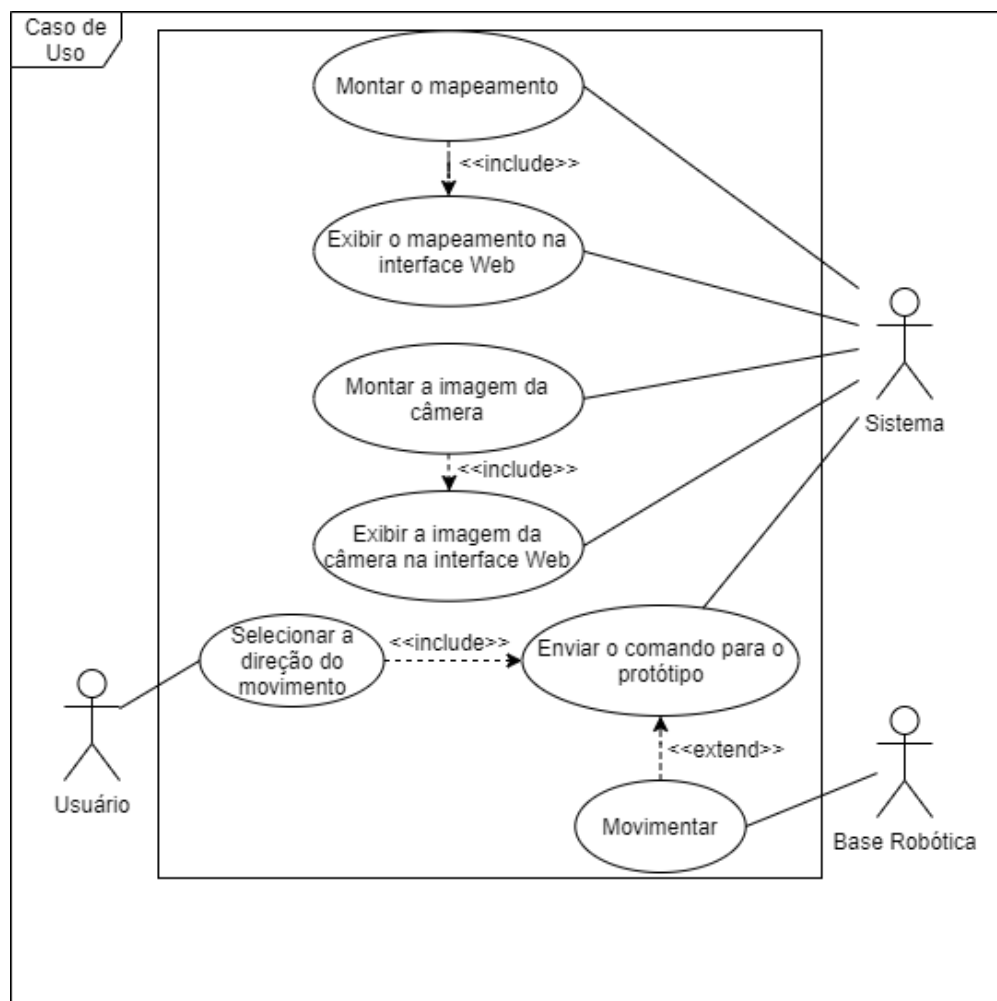 Caso de
Uso
Montar o mapeamento
<<include>>
Exibir o mapeamento na
interface Web
Montar a imagem da
câmera
<<include>>
Exibir a imagem da
câmera na interface Web
Sistema
Selecionar a
direção do
movimento
<<include>>
Enviar o comando para o
protótipo
<<extend>>
Movimentar
Usuário
Base Robótica